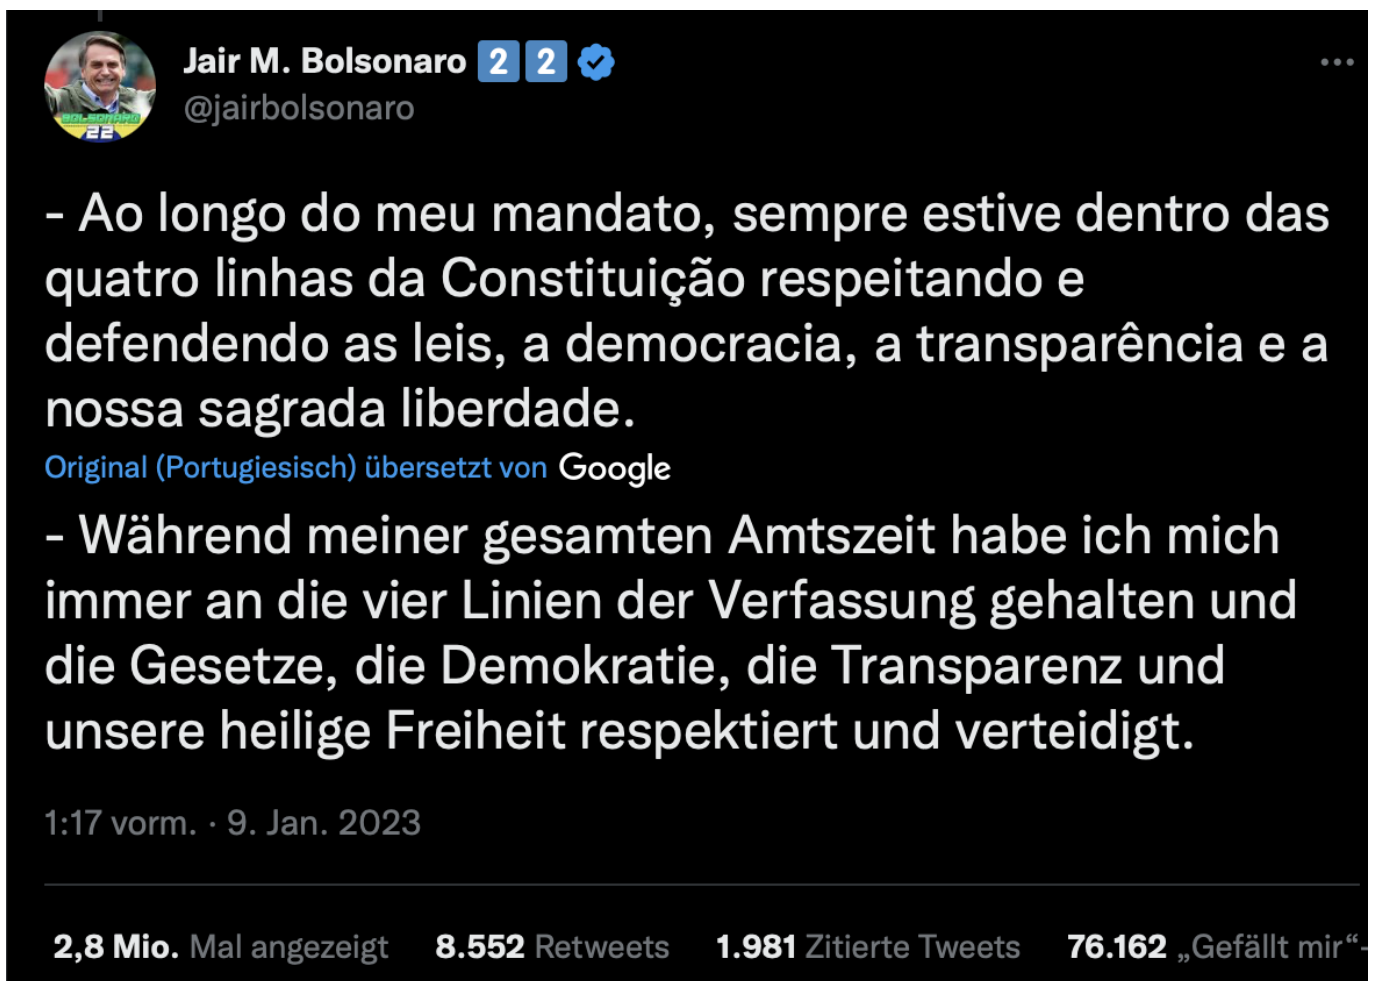 Jair M. Bolsonaro 2 2
@jairbolsonaro
BOLSONARO
22
- Ao longo do meu mandato, sempre estive dentro das
quatro linhas da Constituição respeitando e
defendendo as leis, a democracia, a transparência e a
nossa sagrada liberdade.
Original (Portugiesisch) übersetzt von Google
- Während meiner gesamten Amtszeit habe ich mich
immer an die vier Linien der Verfassung gehalten und
die Gesetze, die Demokratie, die Transparenz und
unsere heilige Freiheit respektiert und verteidigt.
1:17 vorm. · 9. Jan. 2023
2,8 Mio. Mal angezeigt 8.552 Retweets 1.981 Zitierte Tweets 76.162 „Gefällt mir“-